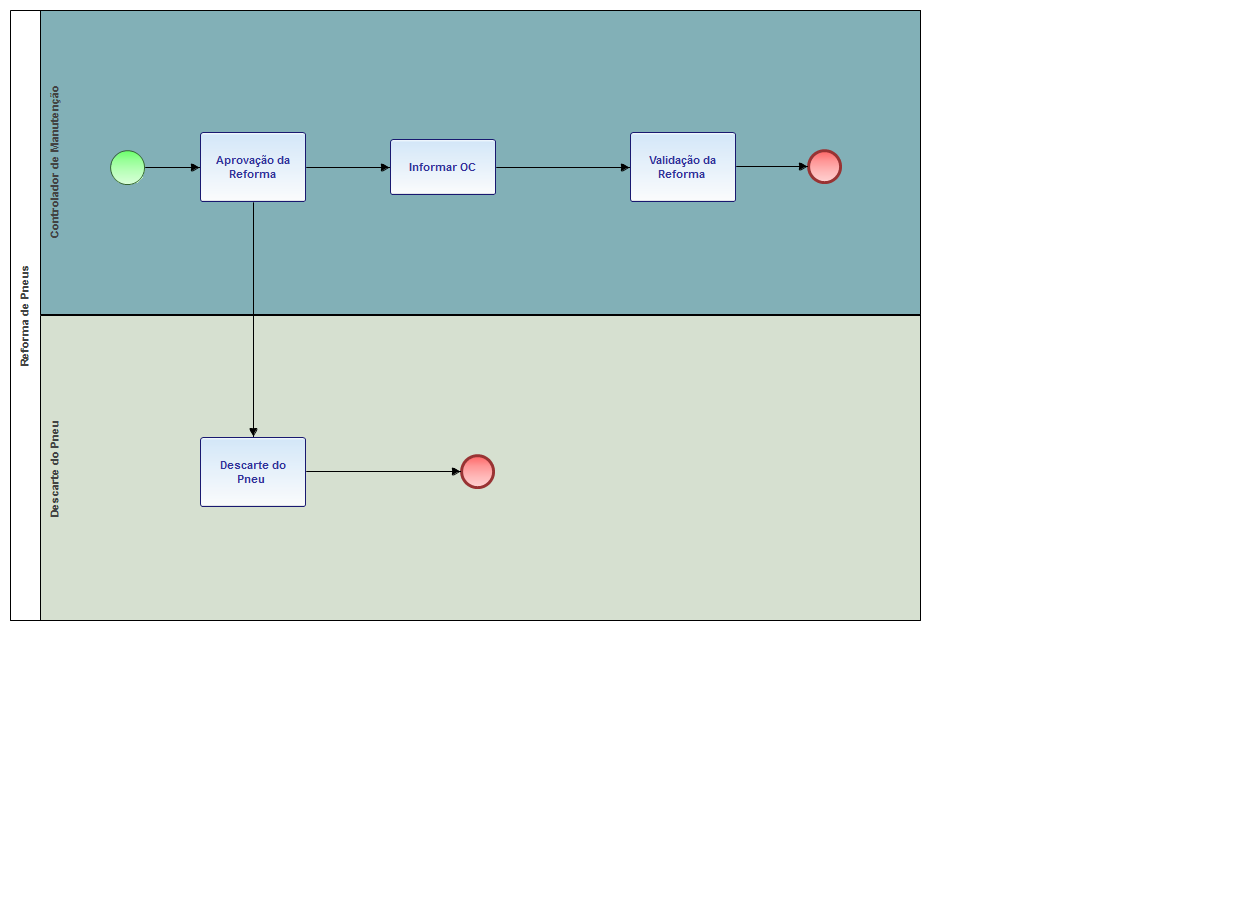 Reforma de Pneus
Controlador de Manutenção
Aprovação da
Reforma
Informar OC
Validação da
Reforma
Descarte do Pneu
Descarte do
Pneu